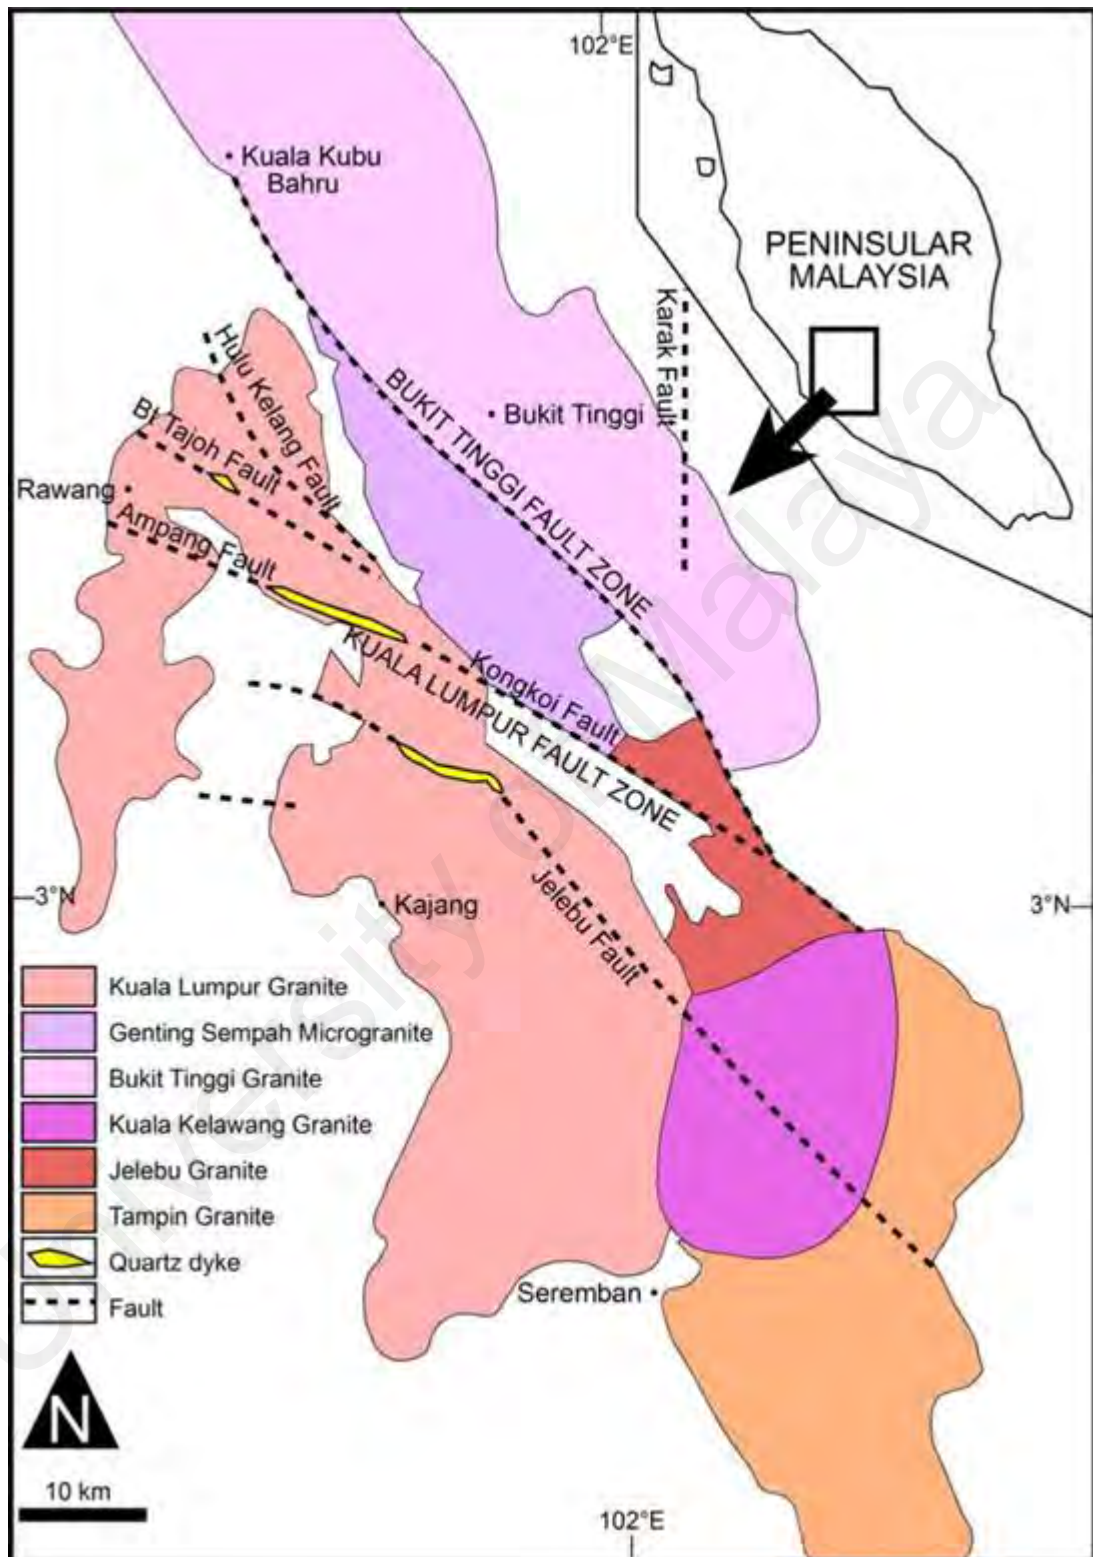 102°E
Kuala Kubu
Bahru
PENINSULAR
MALAYSIA
Karak Fault
Hulu Kelang Fault
BUKIT TINGGI FAULT ZONE
Bukit Tinggi
Bt Tajoh Fault
Rawang
Ampang Fault
KUALA LUMPUR FAULT ZONE
Kongkoi Fault
Jelebu Fault
3°N
Kajang
3°N
Kuala Lumpur Granite
Genting Sempah Microgranite
Bukit Tinggi Granite
Kuala Kelawang Granite
Jelebu Granite
Tampin Granite
Quartz dyke
Fault
Seremban
N
10 km
102°E
University of Malaya